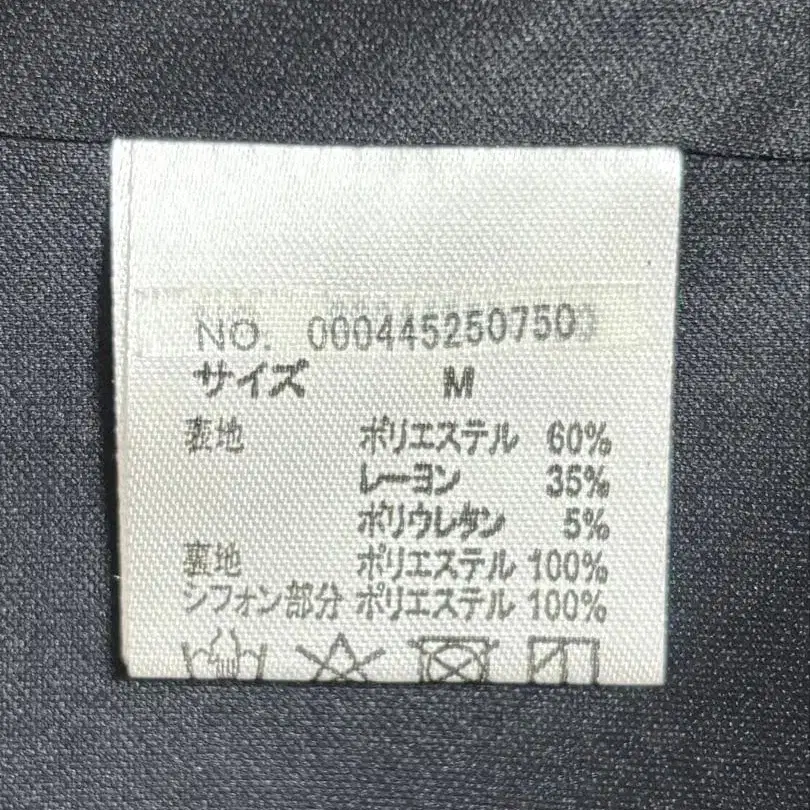 NO. 000445250750
サイズ M
表地 ポリエステル 60%
レーヨン 35%
ポリウレタン 5%
裏地 ポリエステル 100%
シフォン部分 ポリエステル 100%